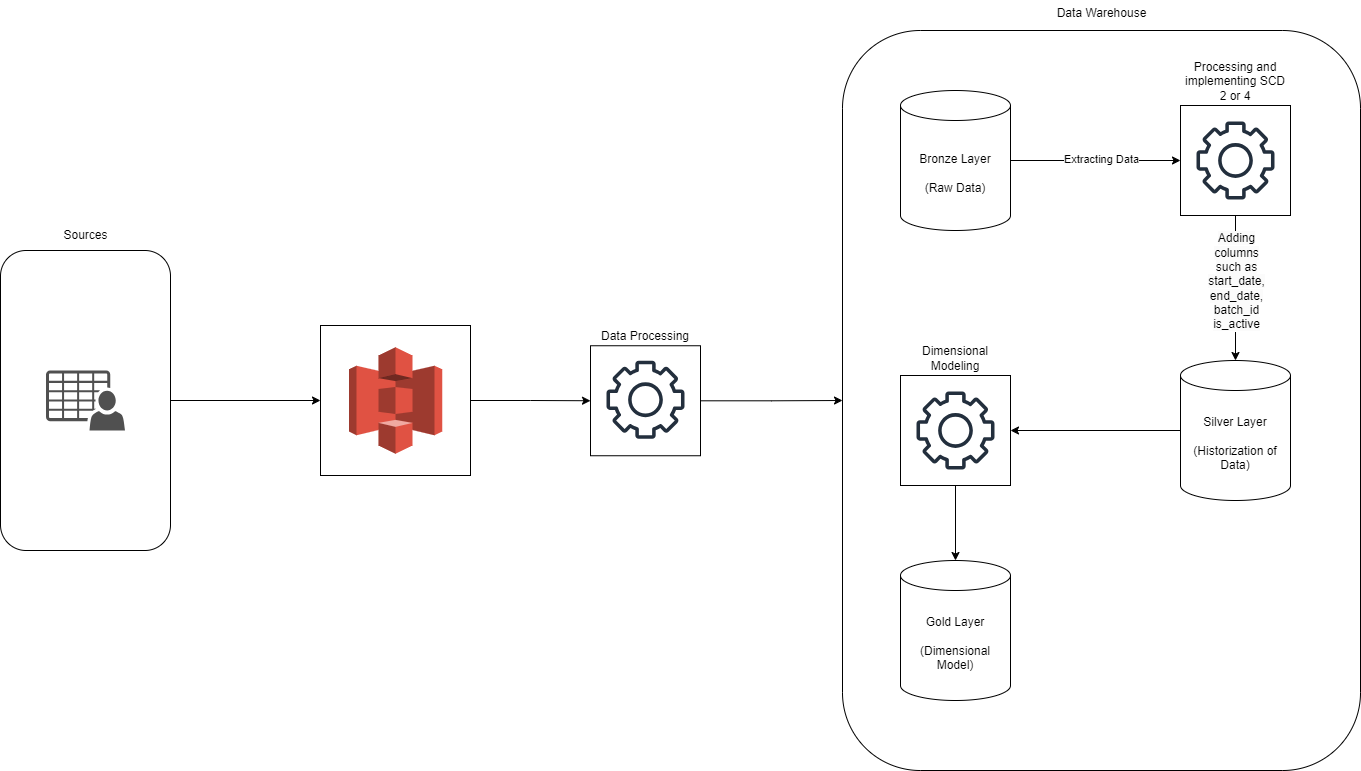 Data Warehouse
Processing and
implementing SCD
2 or 4
Bronze Layer
(Raw Data)
Extracting Data
Sources
Adding
columns
such as
start_date,
end_date,
batch_id
is_active
Data Processing
Dimensional
Modeling
Silver Layer
(Historization of
Data)
Gold Layer
(Dimensional
Model)